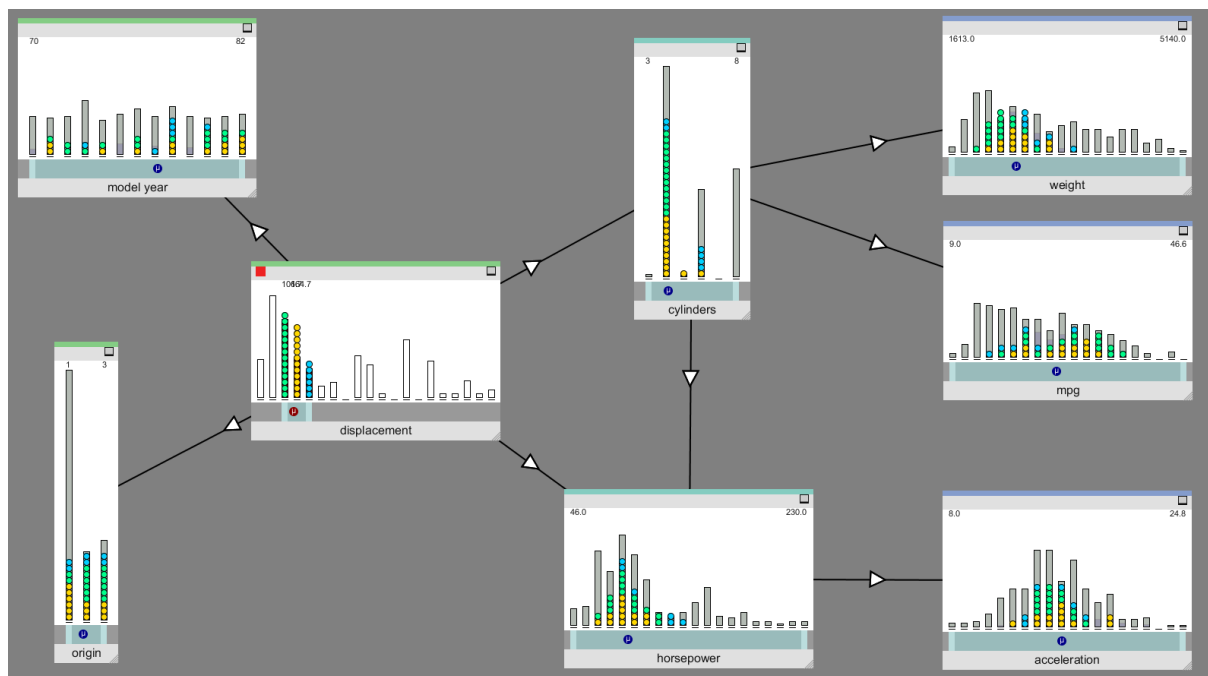 70 82
μ
model year
3 8
μ
cylinders
1613.0 5140.0
μ
weight
9.0 46.6
μ
mpg
μ
displacement
1 3
μ
origin
46.0 230.0
μ
horsepower
8.0 24.8
μ
acceleration